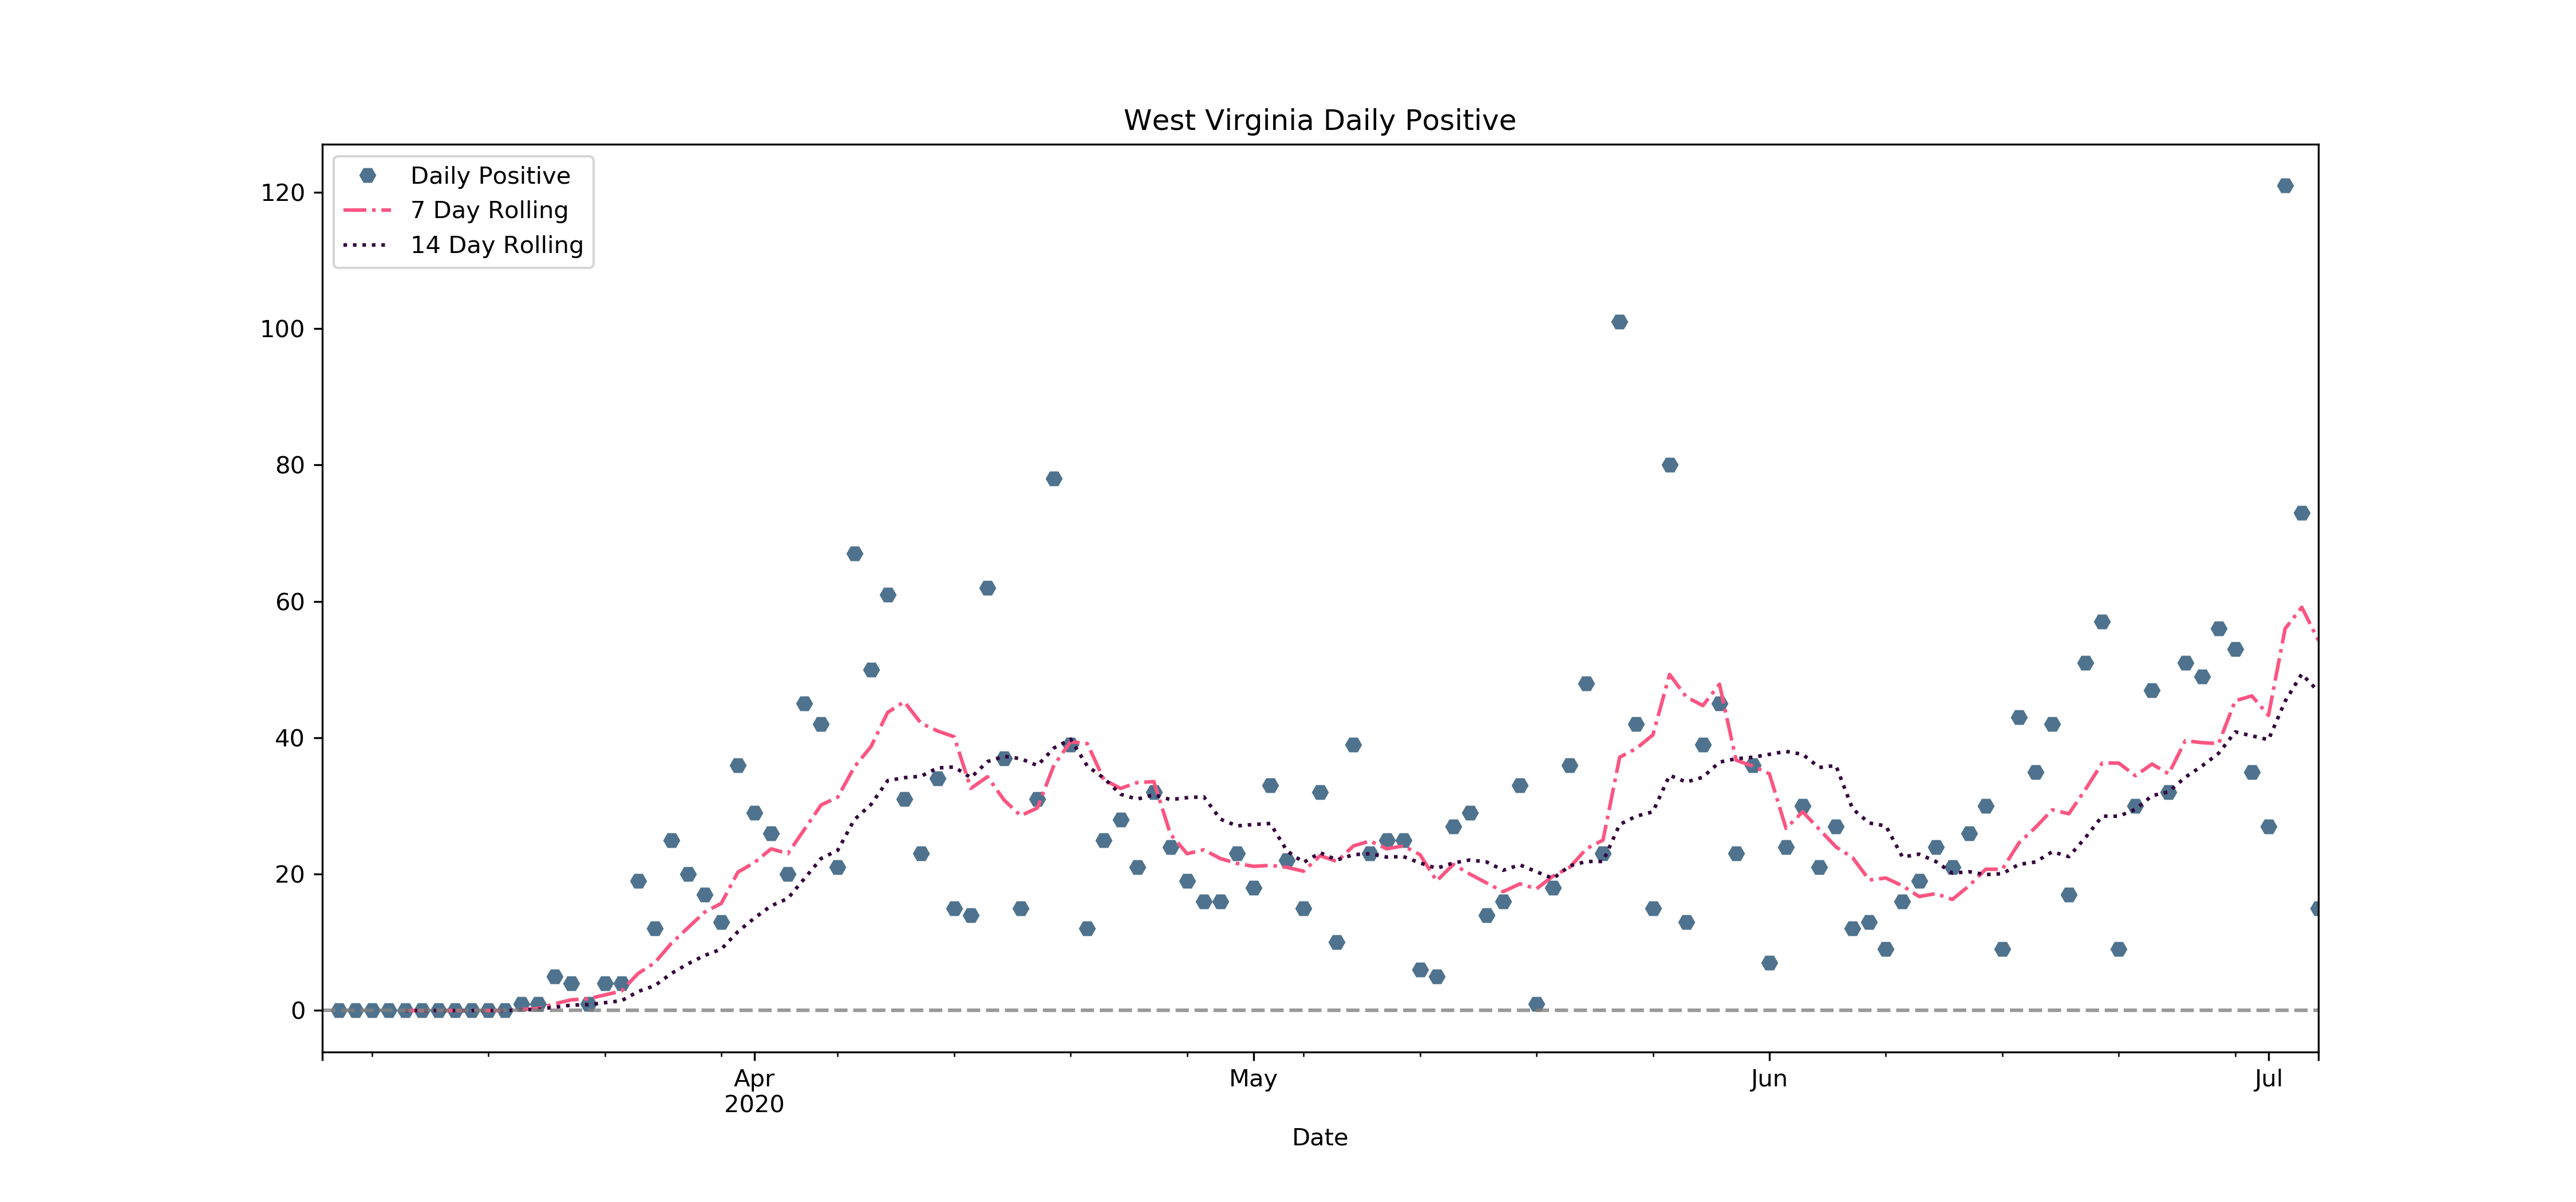 West Virginia Daily Positive
Daily Positive
7 Day Rolling
14 Day Rolling
120
100
80
60
40
20
0
Apr May Jun Jul
2020
Date